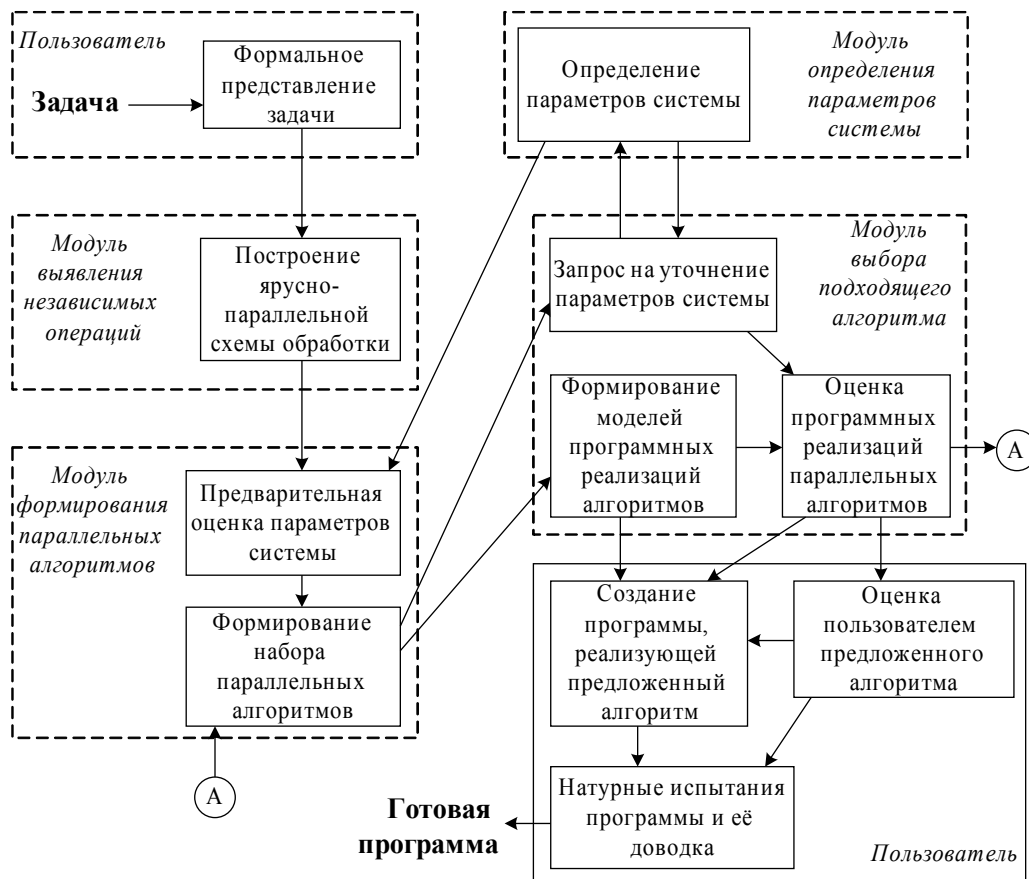 Пользователь
Задача
Формальное
представление
задачи
Определение
параметров системы
Модуль
определения
параметров
системы
Модуль
выявления
независимых
операций
Построение
ярусно-
параллельной
схемы обработки
Запрос на уточнение
параметров системы
Модуль
выбора
подходящего
алгоритма
Формирование
моделей
программных
реализаций
алгоритмов
Оценка
программных
реализаций
параллельных
алгоритмов
А
Модуль
формирования
параллельных
алгоритмов
Предварительная
оценка параметров
системы
Формирование
набора
параллельных
алгоритмов
А
Создание
программы,
реализующей
предложенный
алгоритм
Оценка
пользователем
предложенного
алгоритма
Натурные испытания
программы и её
доводка
Готовая
программа
Пользователь